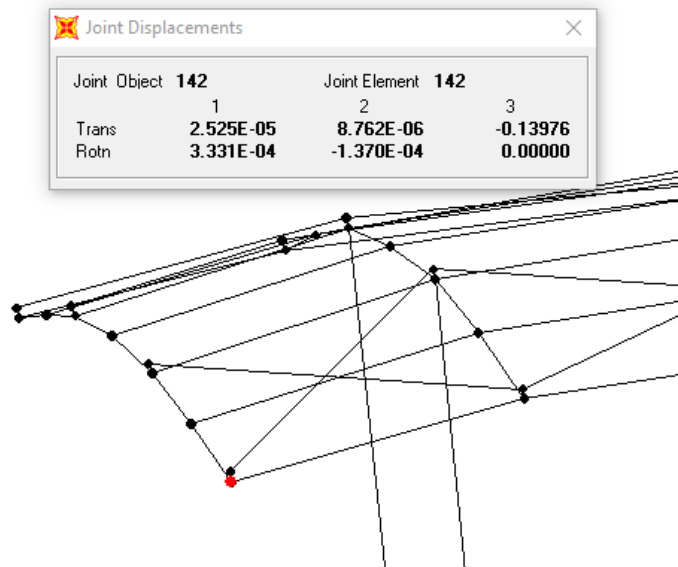 Joint Displacements
Joint Object 142 Joint Element 142
1 2 3
Trans 2.525E-05 8.762E-06 -0.13976
Rotn 3.331E-04 -1.370E-04 0.00000